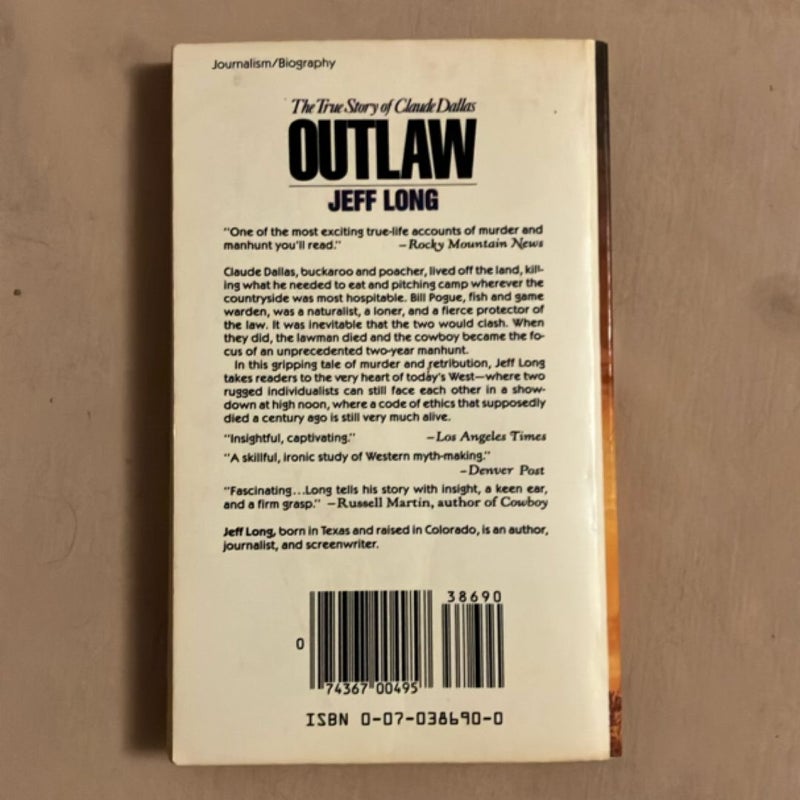 Journalism/Biography
The True Story of Claude Dallas
OUTLAW
JEFF LONG
"One of the most exciting true-life accounts of murder and
manhunt you'll read." —Rocky Mountain News
Claude Dallas, buckaroo and poacher, lived off the land, kill-
ing what he needed to eat and pitching camp wherever the
countryside was most hospitable. Bill Pogue, fish and game
warden, was a naturalist, a loner, and a fierce protector of
the law. It was inevitable that the two would clash. When
they did, the lawman died and the cowboy became the fo-
cus of an unprecedented two-year manhunt.
In this gripping tale of murder and retribution, Jeff Long
takes readers to the very heart of today's West—where two
rugged individualists can still face each other in a show-
down at high noon, where a code of ethics that supposedly
died a century ago is still very much alive.
"Insightful, captivating." —Los Angeles Times
"A skillful, ironic study of Western myth-making."
—Denver Post
"Fascinating...Long tells his story with insight, a keen ear,
and a firm grasp." —Russell Martin, author of Cowboy
Jeff Long, born in Texas and raised in Colorado, is an author,
journalist, and screenwriter.
38690
0
74367 00495
ISBN 0-07-038690-0